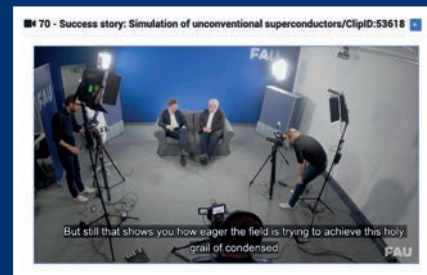 70 - Success story: Simulation of unconventional superconductors/ClipID:53618
FAU
FAU
But still that shows you how eager the field is trying to achieve this holy
grail of condensed
FAU